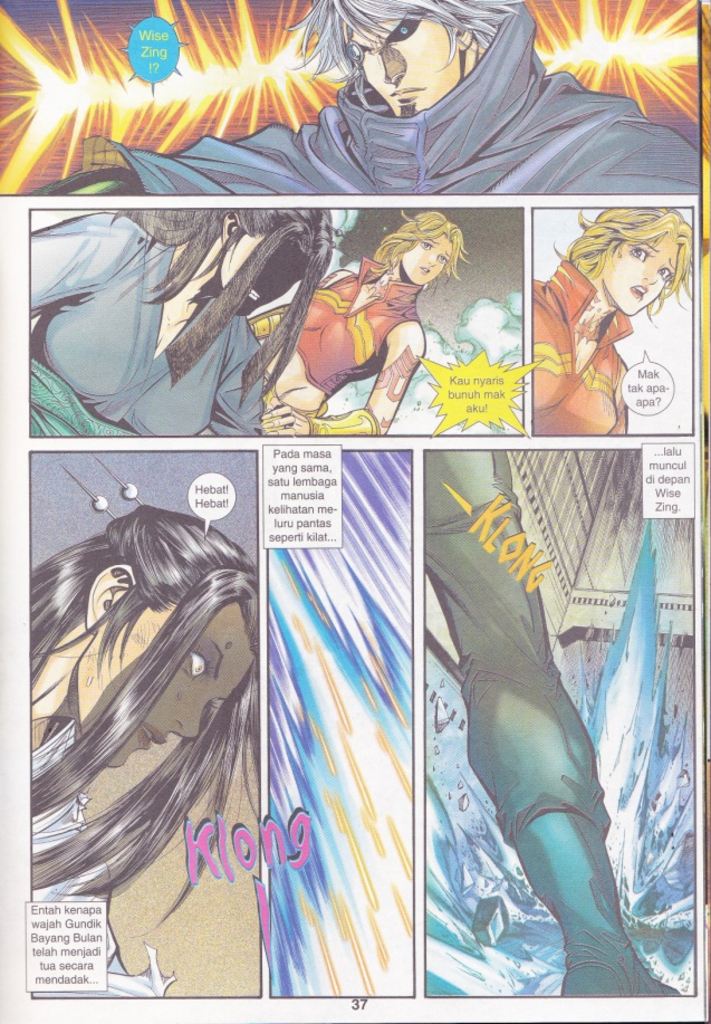 Wise
Zing
!?
Kau nyaris
bunuh mak
aku!
Mak
tak apa-
apa?
Hebat!
Hebat!
Pada masa
yang sama,
satu lembaga
manusia
kelihatan me-
luru pantas
seperti kilat...
...lalu
muncul
di depan
Wise
Zing.
KLONG
Klong
!
Entah kenapa
wajah Gundik
Bayang Bulan
telah menjadi
tua secara
mendadak...
37